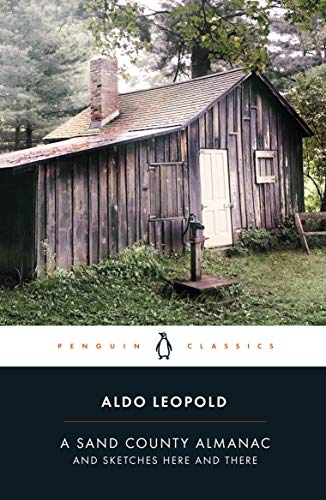 PENGUIN CLASSICS
ALDO LEOPOLD
A SAND COUNTY ALMANAC
AND SKETCHES HERE AND THERE